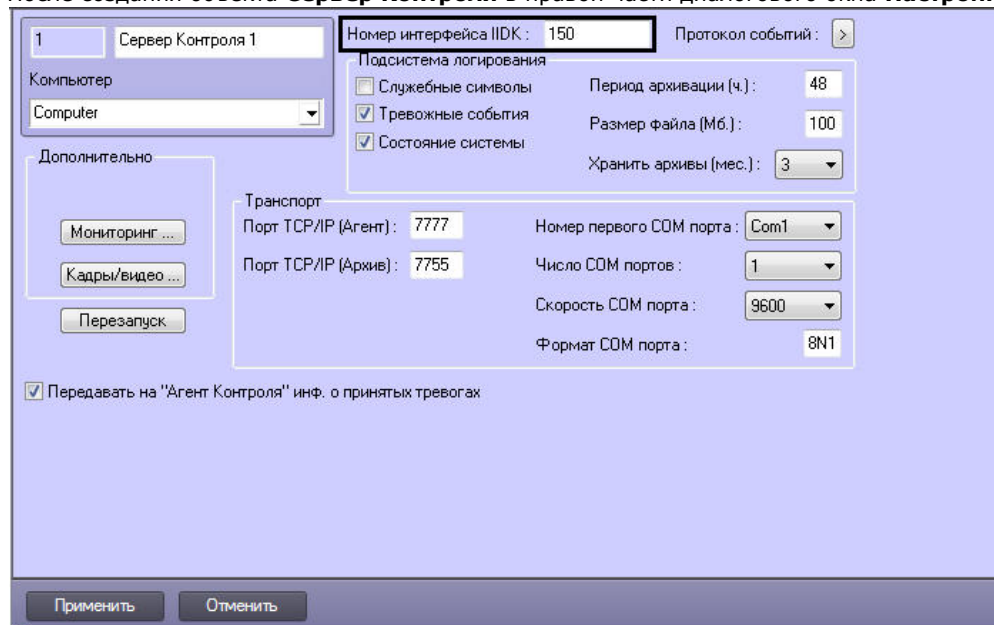 1 Сервер Контроля 1
Компьютер
Computer
Номер интерфейса IIDK : 150
Протокол событий : >
Подсистема логирования
Служебные символы
Тревожные события
Состояние системы
Период архивации (ч.) : 48
Размер файла (Мб.) : 100
Хранить архивы (мес.) : 3
Дополнительно
Мониторинг ...
Кадры/видео ...
Перезапуск
Транспорт
Порт TCP/IP (Агент) : 7777
Порт TCP/IP (Архив) : 7755
Номер первого COM порта : Com1
Число COM портов : 1
Скорость COM порта : 9600
Формат COM порта : 8N1
Передавать на "Агент Контроля" инф. о принятых тревогах
Применить
Отменить